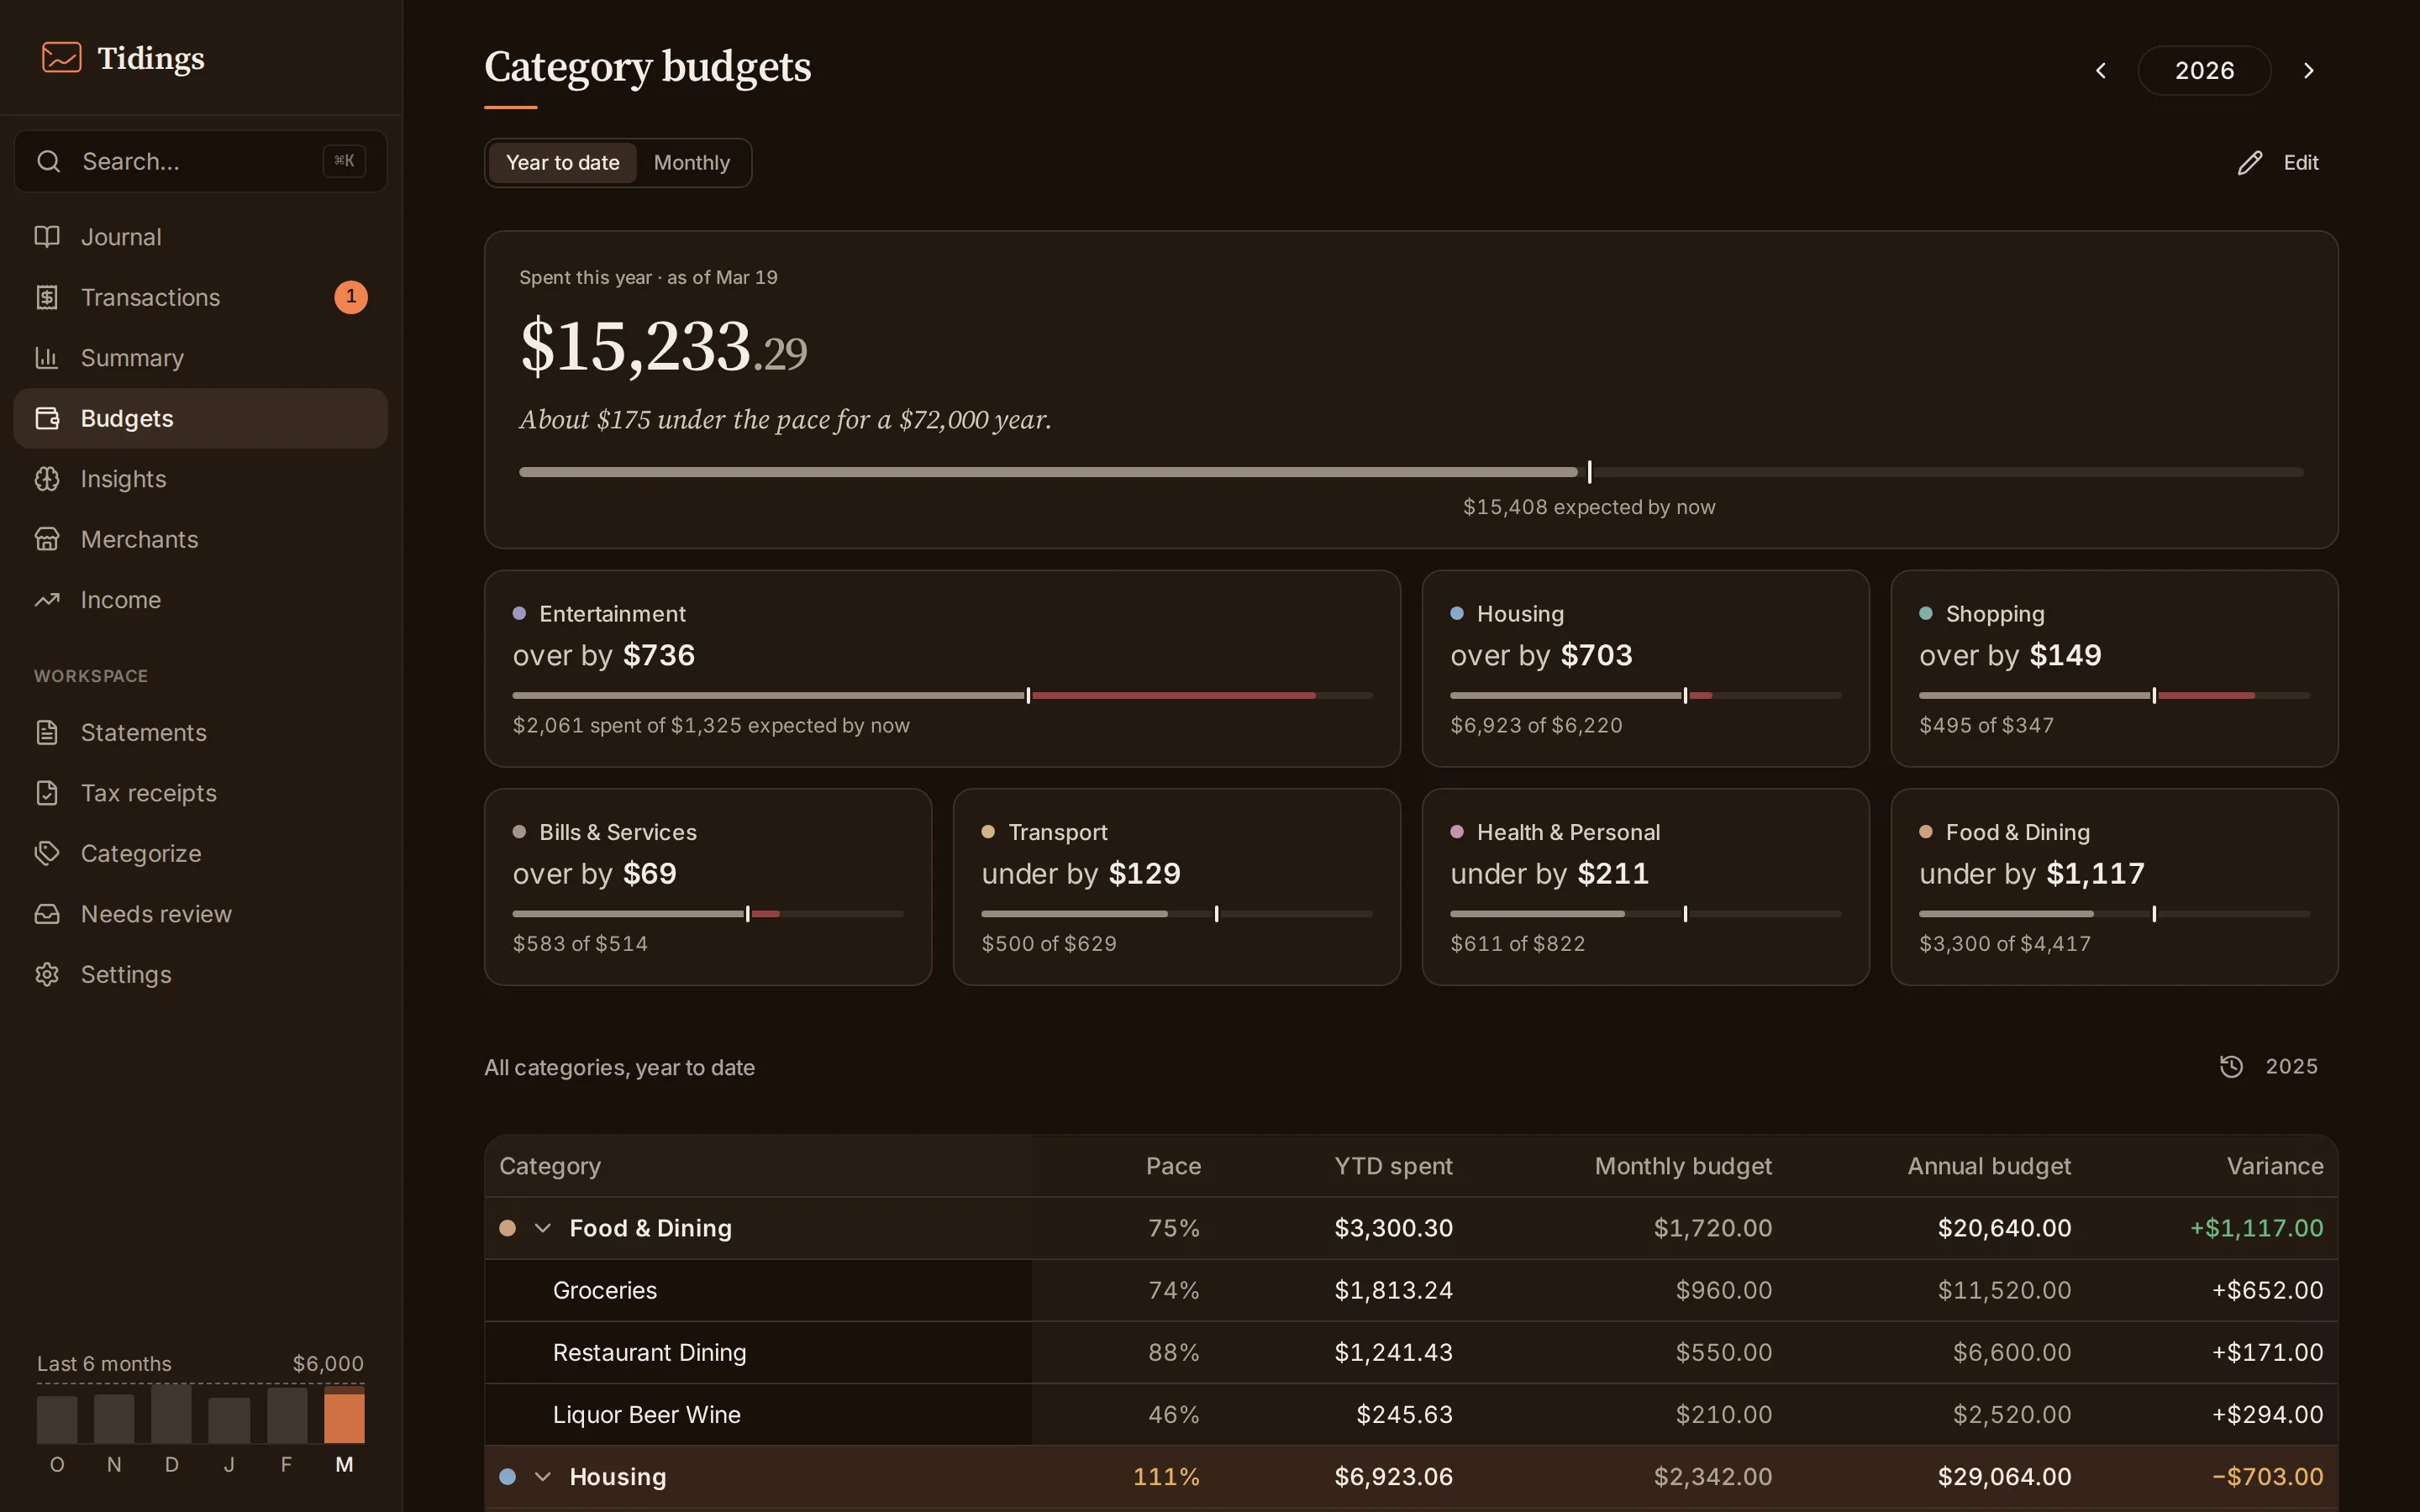 Tidings
Search...
⌘K
Journal
Transactions
1
Summary
Budgets
Insights
Merchants
Income
WORKSPACE
Statements
Tax receipts
Categorize
Needs review
Settings
Last 6 months $6,000
O N D J F M
Category budgets
2026
Year to date Monthly
Edit
Spent this year · as of Mar 19
$15,233.29
About $175 under the pace for a $72,000 year.
$15,408 expected by now
Entertainment
over by $736
$2,061 spent of $1,325 expected by now
Housing
over by $703
$6,923 of $6,220
Shopping
over by $149
$495 of $347
Bills & Services
over by $69
$583 of $514
Transport
under by $129
$500 of $629
Health & Personal
under by $211
$611 of $822
Food & Dining
under by $1,117
$3,300 of $4,417
All categories, year to date
2025
Category Pace YTD spent Monthly budget Annual budget Variance
Food & Dining 75% $3,300.30 $1,720.00 $20,640.00 +$1,117.00
Groceries 74% $1,813.24 $960.00 $11,520.00 +$652.00
Restaurant Dining 88% $1,241.43 $550.00 $6,600.00 +$171.00
Liquor Beer Wine 46% $245.63 $210.00 $2,520.00 +$294.00
Housing 111% $6,923.06 $2,342.00 $29,064.00 −$703.00